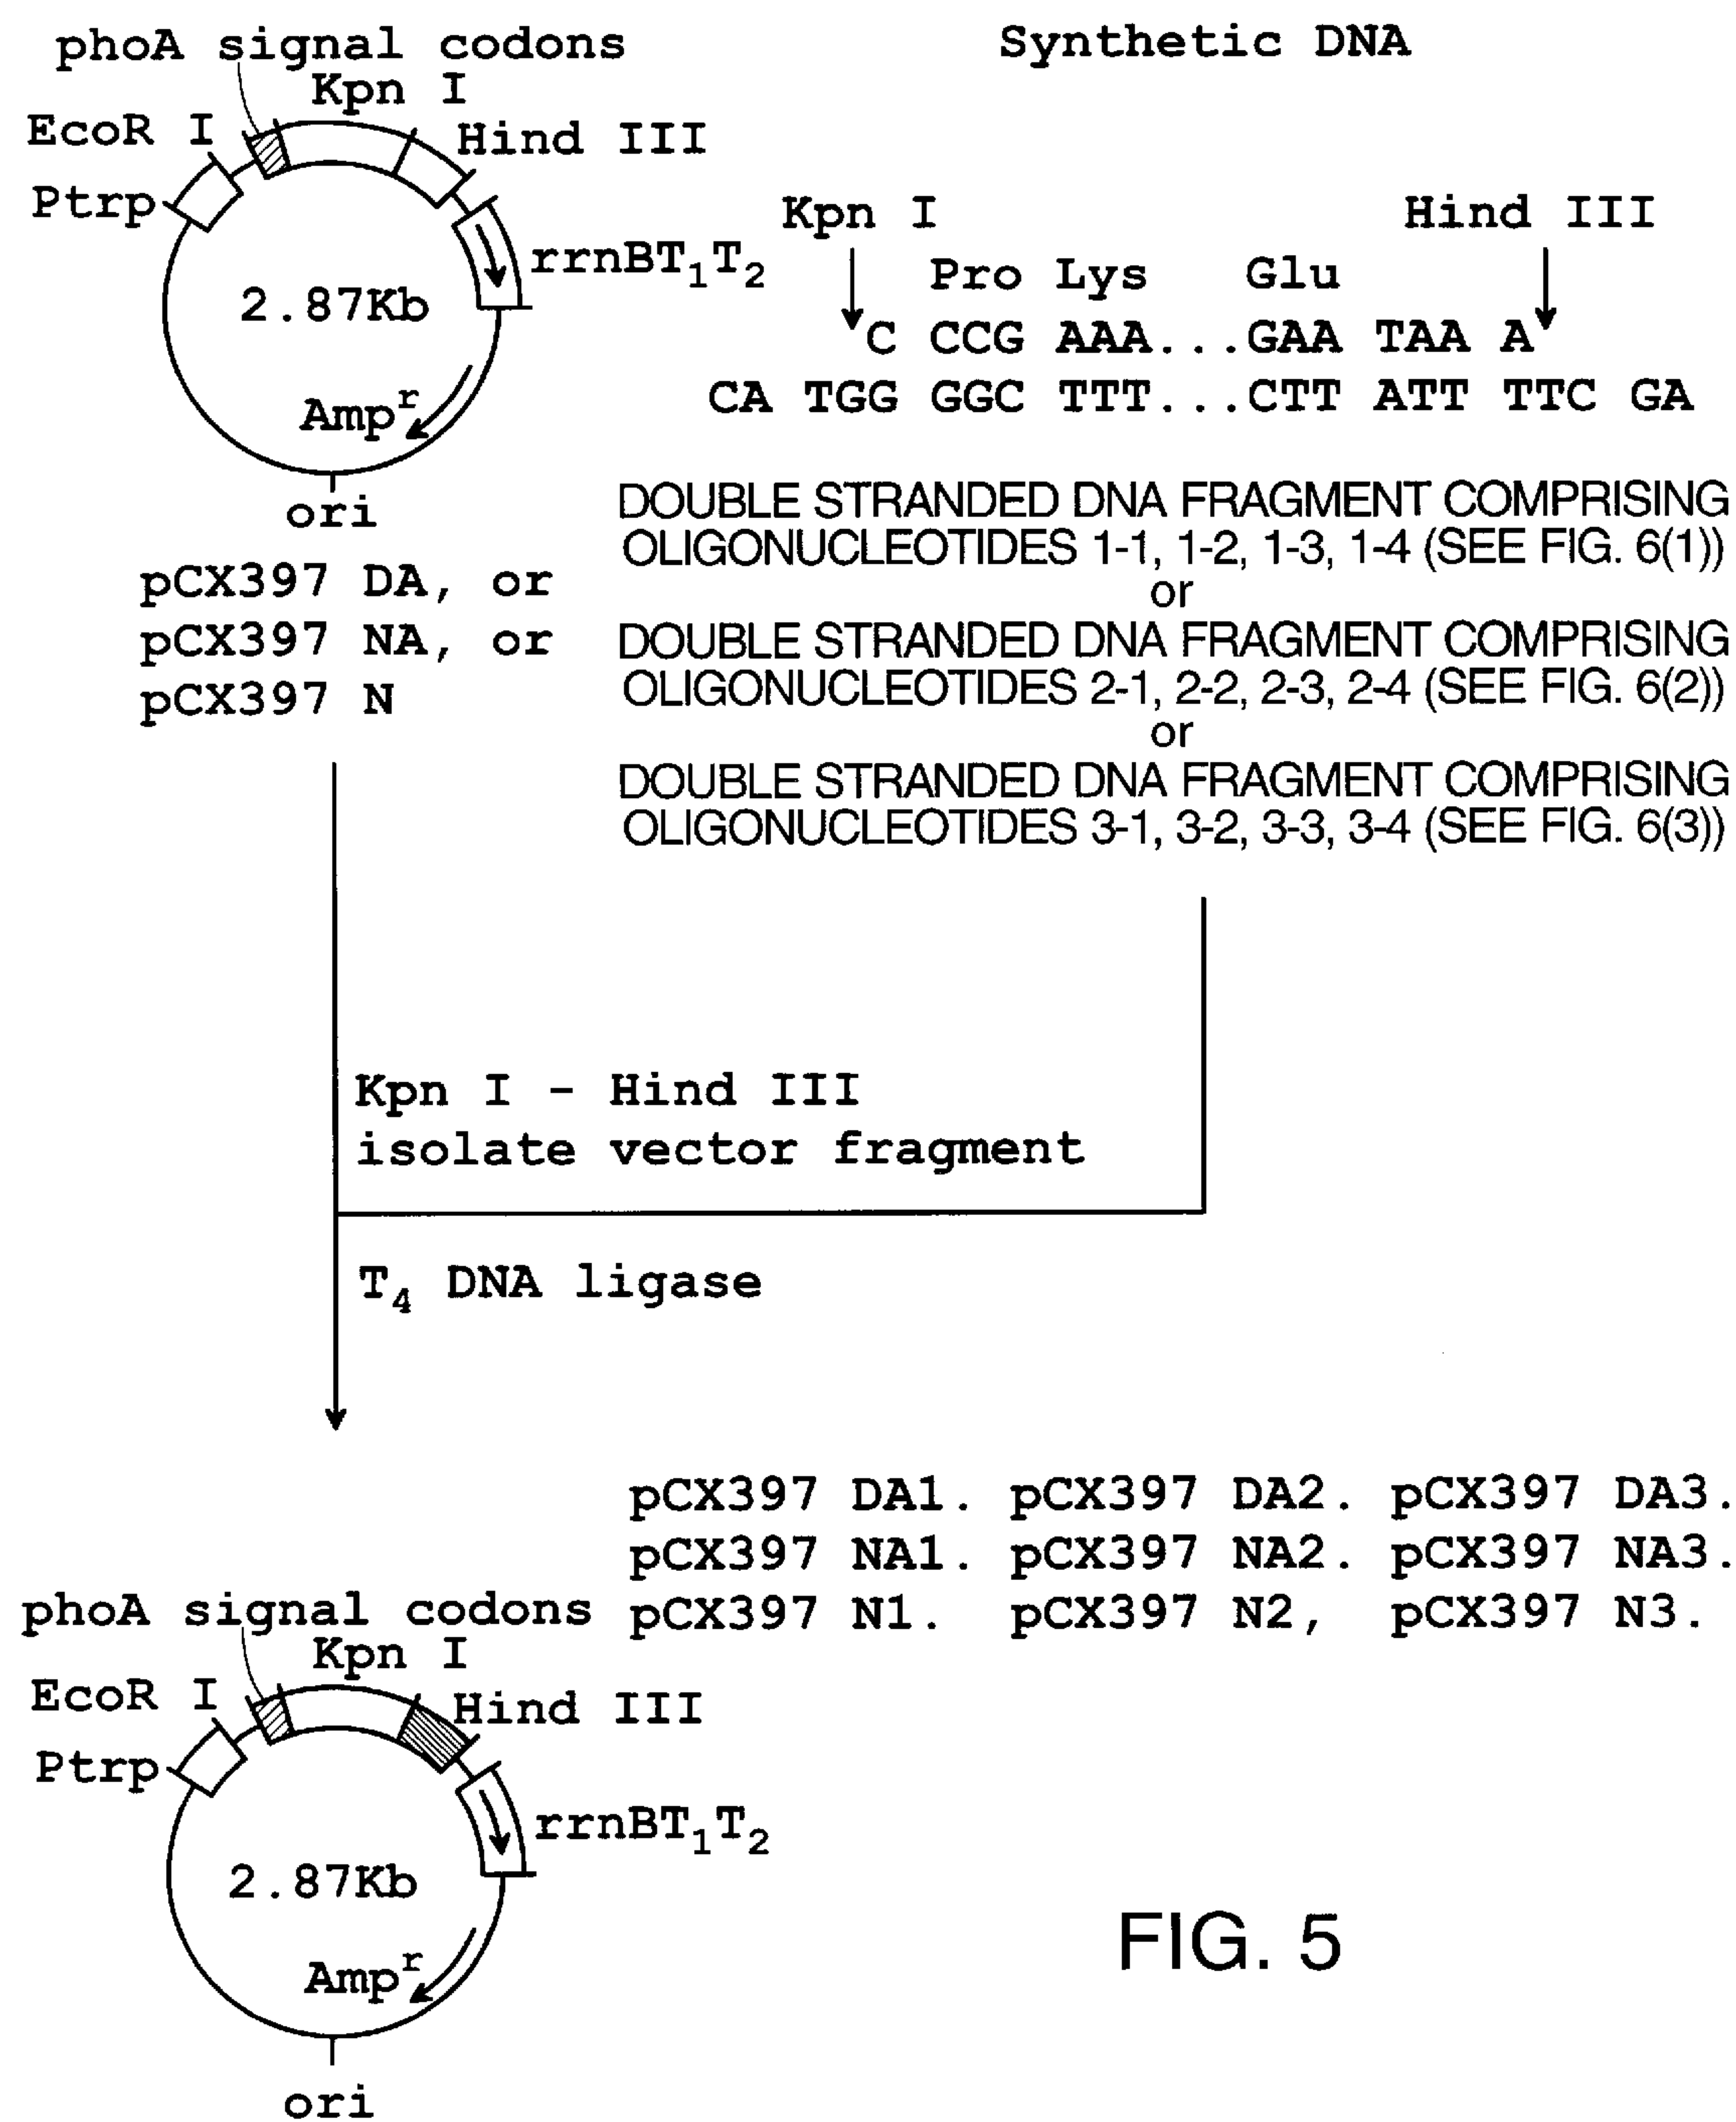 phoA signal codons
Kpn I
EcoR I
Hind III
Ptrp
rrnBT₁T₂
2.87Kb
Ampʳ
ori
pCX397 DA, or
pCX397 NA, or
pCX397 N
Synthetic DNA
Kpn I
Hind III
Pro Lys Glu
C CCG AAA...GAA TAA A
CA TGG GGC TTT...CTT ATT TTC GA
DOUBLE STRANDED DNA FRAGMENT COMPRISING
OLIGONUCLEOTIDES 1-1, 1-2, 1-3, 1-4 (SEE FIG. 6(1))
or
DOUBLE STRANDED DNA FRAGMENT COMPRISING
OLIGONUCLEOTIDES 2-1, 2-2, 2-3, 2-4 (SEE FIG. 6(2))
or
DOUBLE STRANDED DNA FRAGMENT COMPRISING
OLIGONUCLEOTIDES 3-1, 3-2, 3-3, 3-4 (SEE FIG. 6(3))
Kpn I - Hind III
isolate vector fragment
T₄ DNA ligase
pCX397 DA1. pCX397 DA2. pCX397 DA3.
pCX397 NA1. pCX397 NA2. pCX397 NA3.
pCX397 N1. pCX397 N2, pCX397 N3.
phoA signal codons
Kpn I
EcoR I
Hind III
Ptrp
rrnBT₁T₂
2.87Kb
Ampʳ
ori
FIG. 5